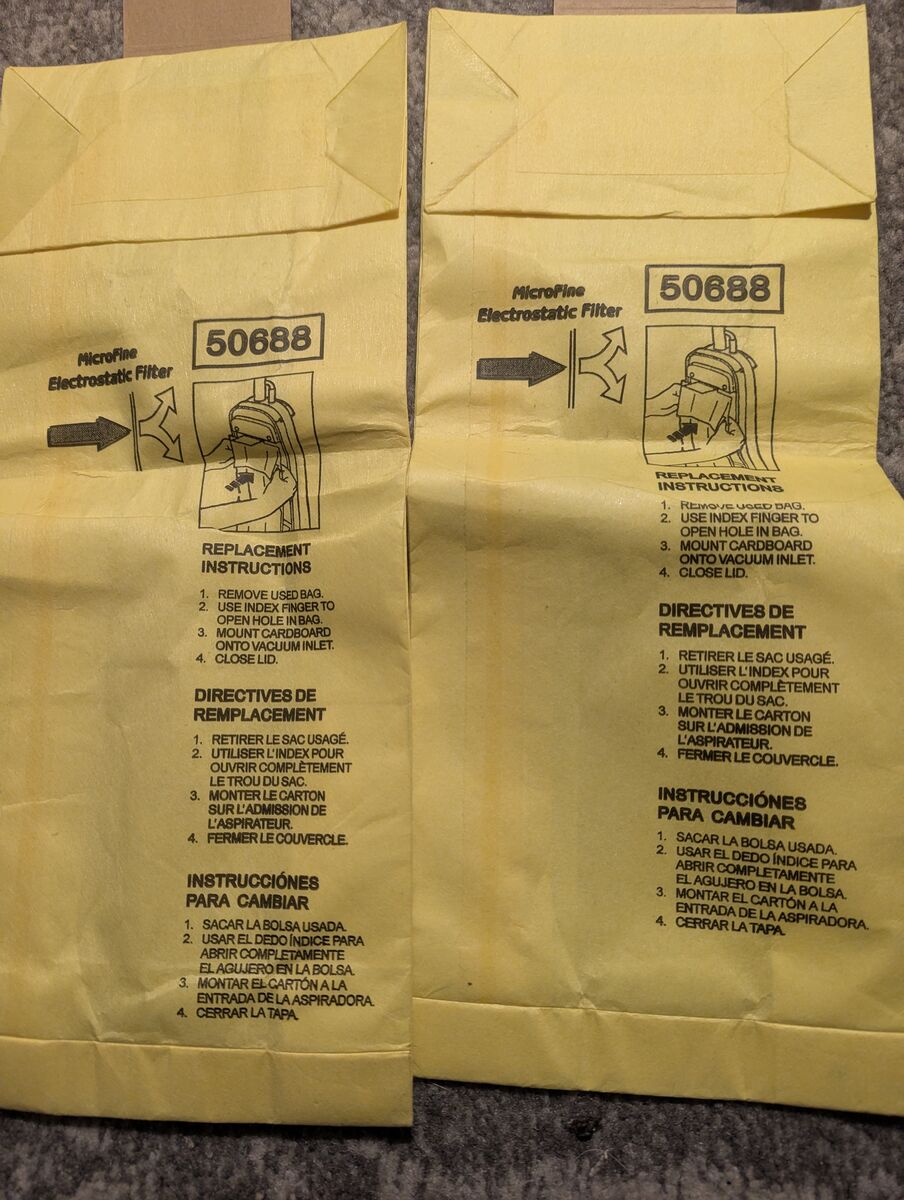 MicroFine
Electrostatic Filter
50688
REPLACEMENT
INSTRUCTIONS
1. REMOVE USED BAG.
2. USE INDEX FINGER TO
OPEN HOLE IN BAG.
3. MOUNT CARDBOARD
ONTO VACUUM INLET.
4. CLOSE LID.
DIRECTIVES DE
REMPLACEMENT
1. RETIRER LE SAC USAGÉ.
2. UTILISER L'INDEX POUR
OUVRIR COMPLÈTEMENT
LE TROU DU SAC.
3. MONTER LE CARTON
SUR L'ADMISSION DE
L'ASPIRATEUR.
4. FERMER LE COUVERCLE.
INSTRUCCIÓNES
PARA CAMBIAR
1. SACAR LA BOLSA USADA.
2. USAR EL DEDO ÍNDICE PARA
ABRIR COMPLETAMENTE
EL AGUJERO EN LA BOLSA.
3. MONTAR EL CARTÓN A LA
ENTRADA DE LA ASPIRADORA.
4. CERRAR LA TAPA.
MicroFine
Electrostatic Filter
50688
REPLACEMENT
INSTRUCTIONS
1. REMOVE USED BAG.
2. USE INDEX FINGER TO
OPEN HOLE IN BAG.
3. MOUNT CARDBOARD
ONTO VACUUM INLET.
4. CLOSE LID.
DIRECTIVES DE
REMPLACEMENT
1. RETIRER LE SAC USAGÉ.
2. UTILISER L'INDEX POUR
OUVRIR COMPLÈTEMENT
LE TROU DU SAC.
3. MONTER LE CARTON
SUR L'ADMISSION DE
L'ASPIRATEUR.
4. FERMER LE COUVERCLE.
INSTRUCCIÓNES
PARA CAMBIAR
1. SACAR LA BOLSA USADA.
2. USAR EL DEDO ÍNDICE PARA
ABRIR COMPLETAMENTE
EL AGUJERO EN LA BOLSA.
3. MONTAR EL CARTÓN A LA
ENTRADA DE LA ASPIRADORA.
4. CERRAR LA TAPA.